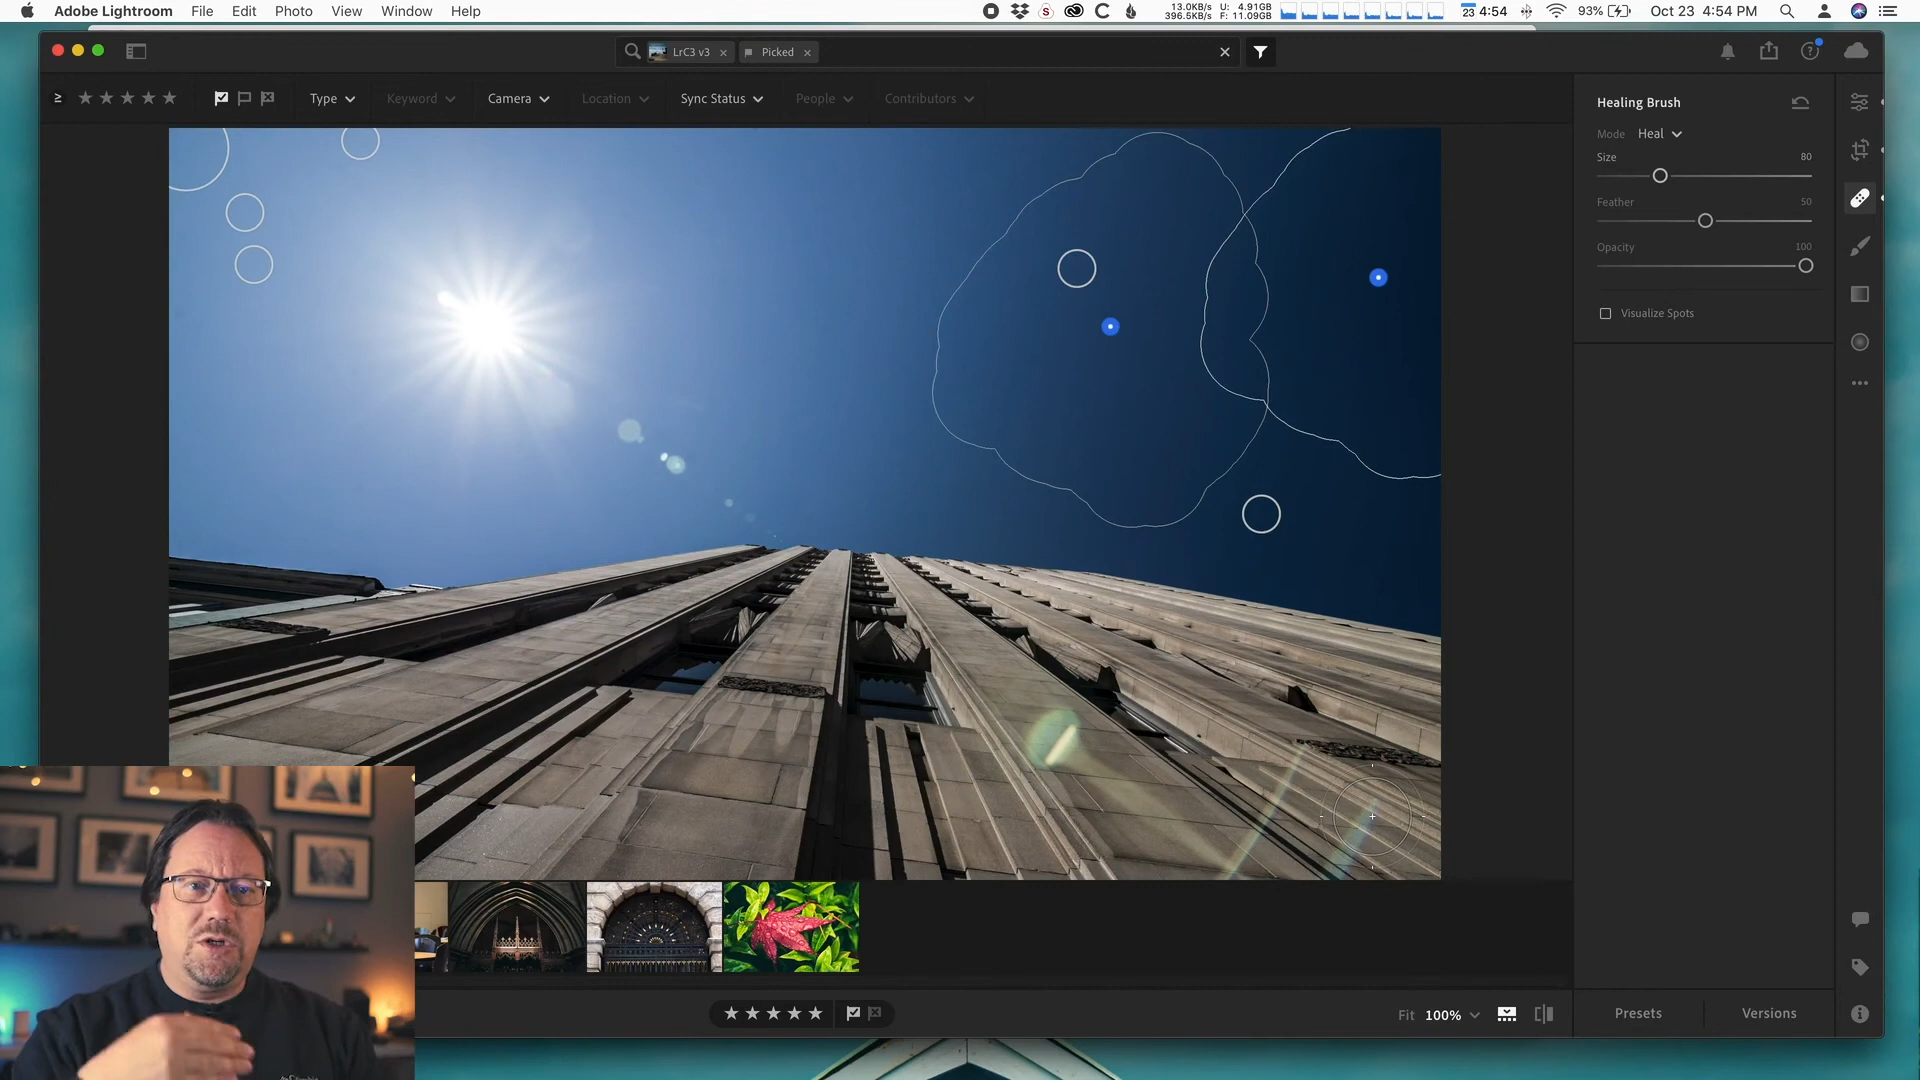 Adobe Lightroom File Edit Photo View Window Help 13.0KB/s 396.5KB/s U: 4.91GB F: 11.09GB 23 4:54 93% Oct 23 4:54 PM
LrC3 v3 × Picked ×
≥ Type Keyword Camera Location Sync Status People Contributors
Healing Brush
Mode Heal
Size 80
Feather 50
Opacity 100
Visualize Spots
Fit 100%
Presets Versions